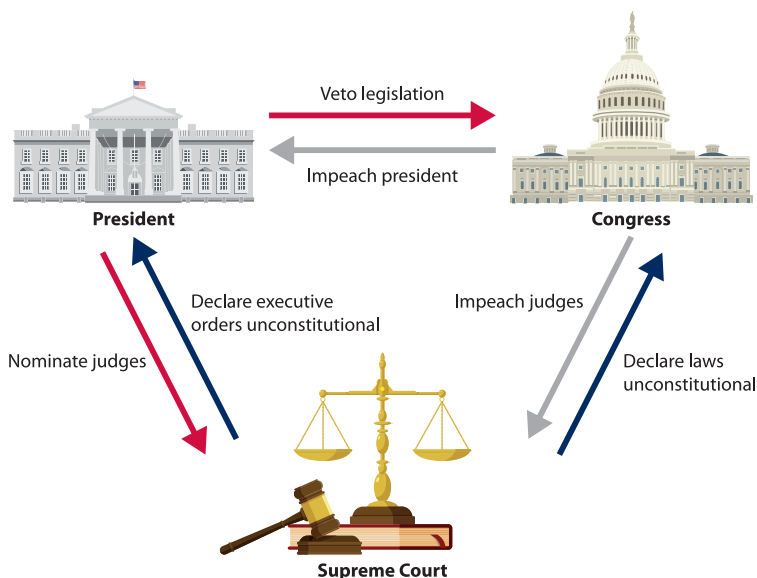 Veto legislation
Impeach president
President
Congress
Declare executive
orders unconstitutional
Impeach judges
Nominate judges
Declare laws
unconstitutional
Supreme Court